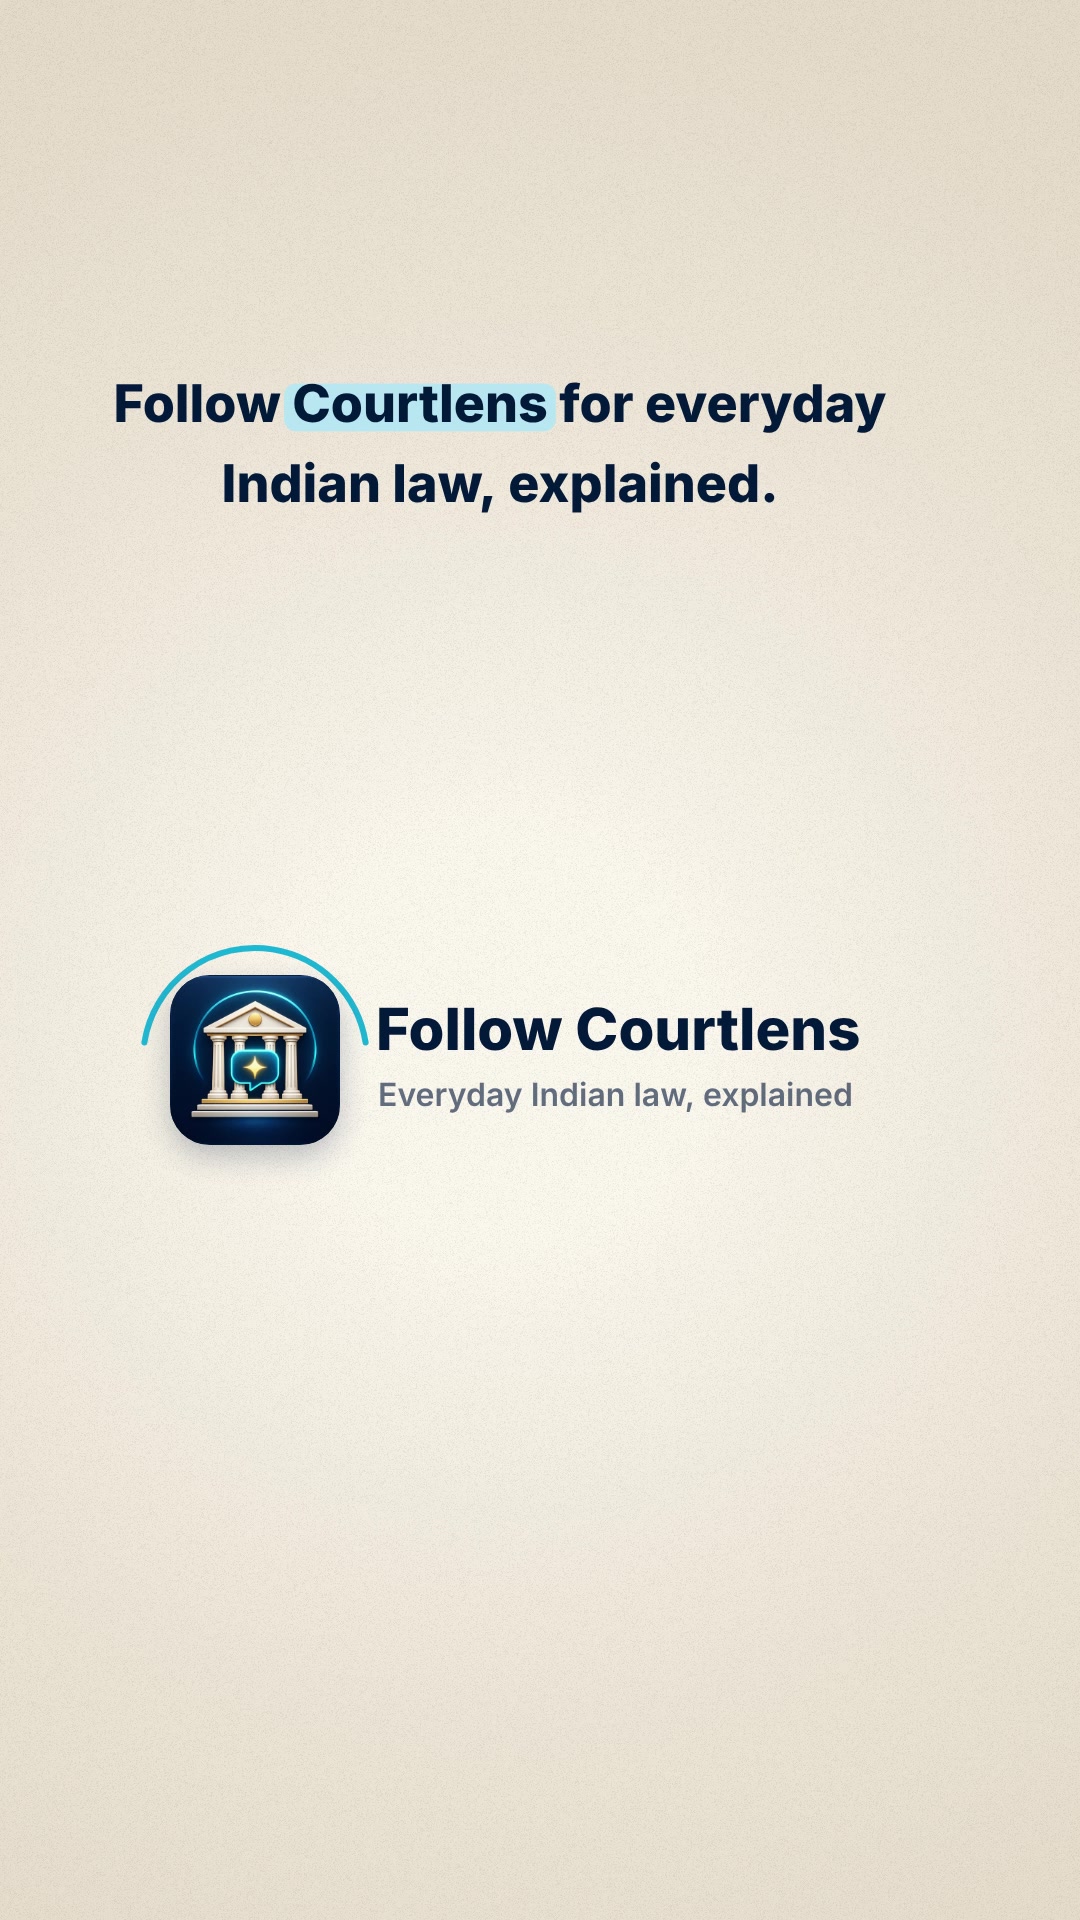 Follow Courtlens for everyday
Indian law, explained.
Follow Courtlens
Everyday Indian law, explained